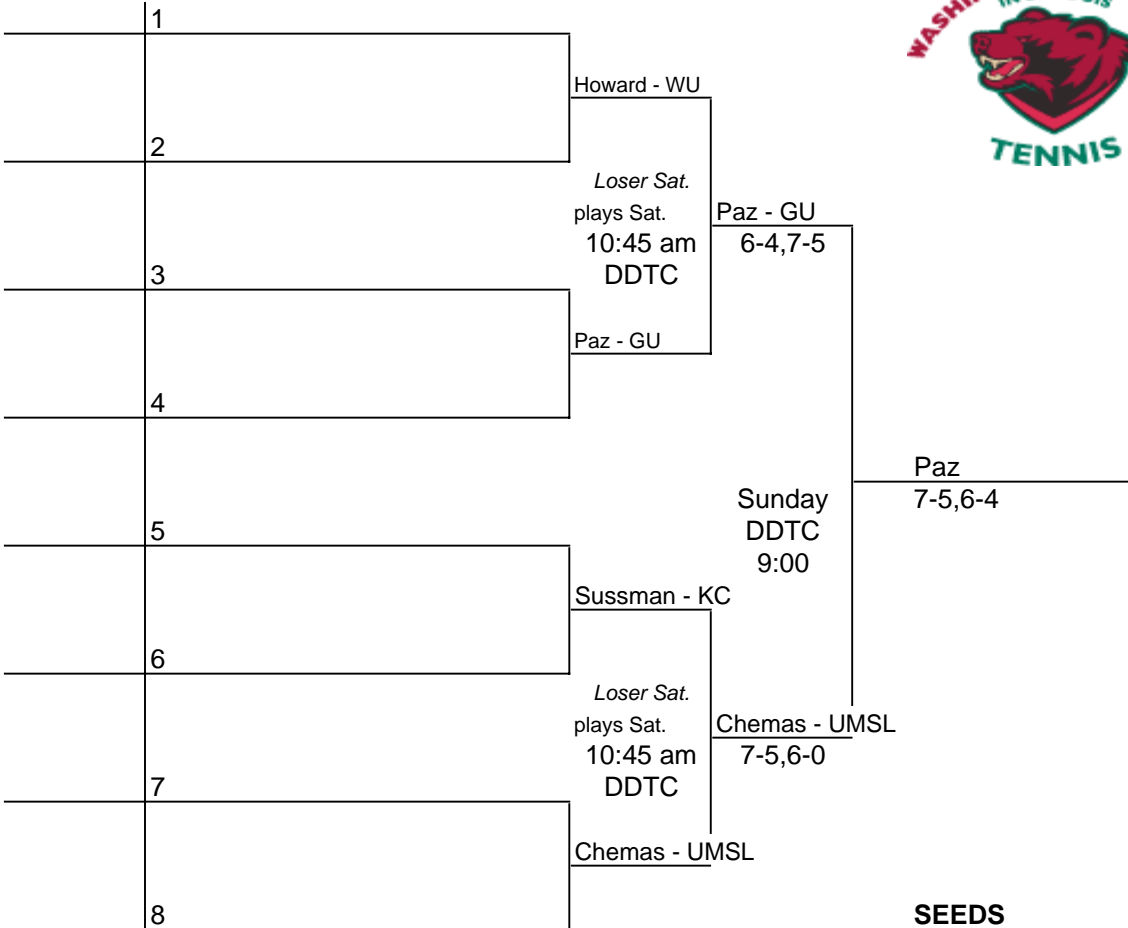 1
Howard - WU
2
Loser Sat.
plays Sat.
10:45 am
DDTC
Paz - GU
6-4,7-5
3
Paz - GU
4
Paz
7-5,6-4
Sunday
DDTC
9:00
5
Sussman - KC
6
Loser Sat.
plays Sat.
10:45 am
DDTC
Chemas - UMSL
7-5,6-0
7
Chemas - UMSL
8
SEEDS
TENNIS